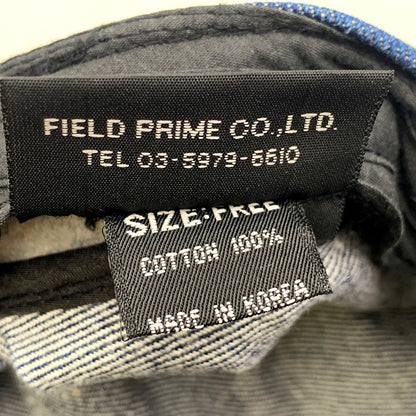 FIELD PRIME CO.,LTD.
TEL 03-5979-6610
SIZE:FREE
COTTON 100%
MADE IN KOREA